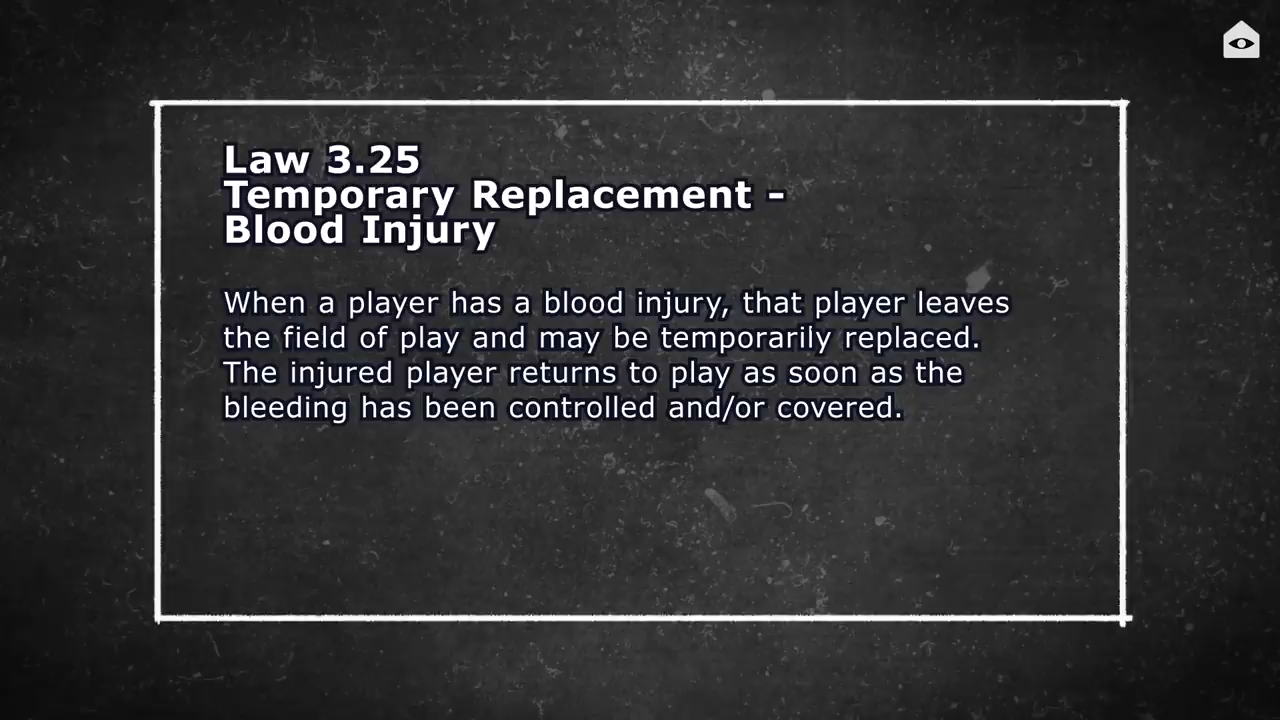 Law 3.25
Temporary Replacement -
Blood Injury
When a player has a blood injury, that player leaves
the field of play and may be temporarily replaced.
The injured player returns to play as soon as the
bleeding has been controlled and/or covered.